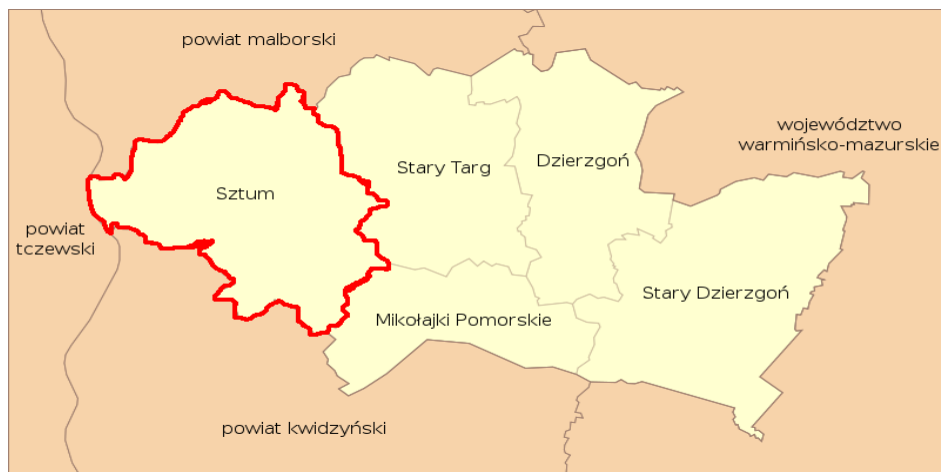 powiat malborski
województwo
warmińsko-mazurskie
Stary Targ
Dzierzgoń
Sztum
powiat
tczewski
Stary Dzierzgoń
Mikołajki Pomorskie
powiat kwidzyński